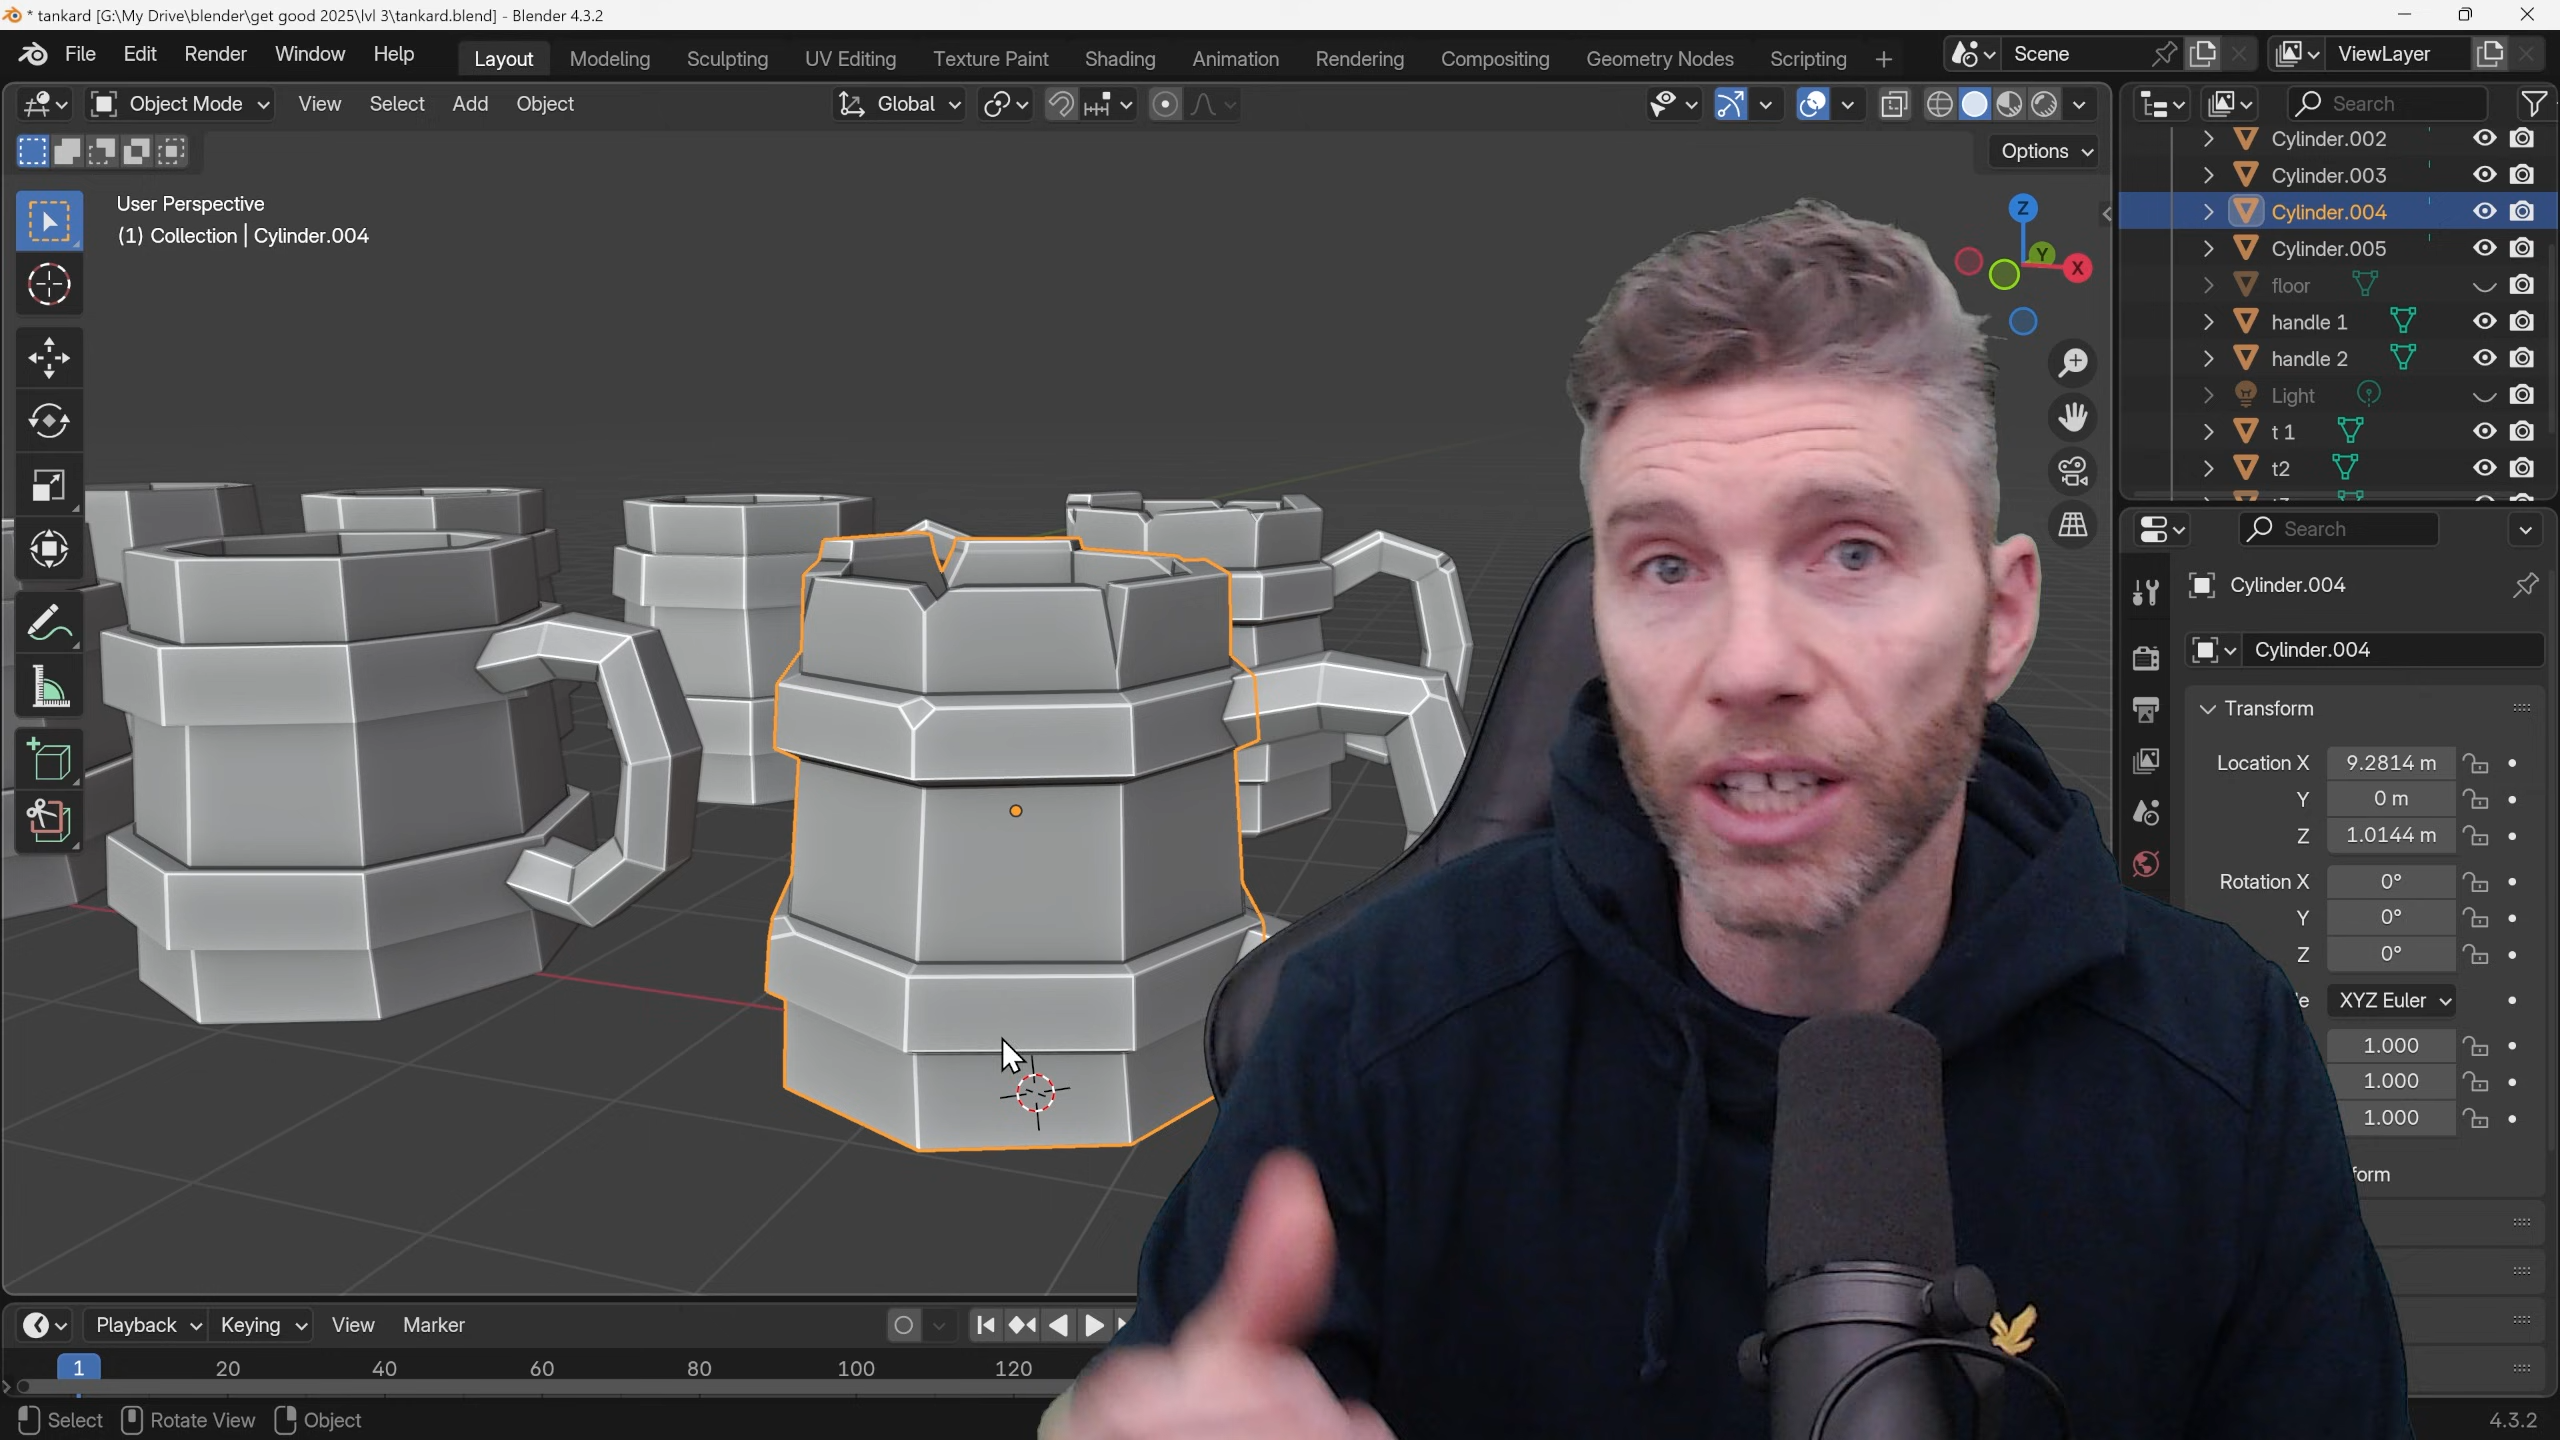 * tankard [G:\My Drive\blender\get good 2025\lvl 3\tankard.blend] - Blender 4.3.2
File Edit Render Window Help Layout Modeling Sculpting UV Editing Texture Paint Shading Animation Rendering Compositing Geometry Nodes Scripting + Scene ViewLayer
Object Mode View Select Add Object Global Search
Options
User Perspective
(1) Collection | Cylinder.004
Z
Y
X
Cylinder.002
Cylinder.003
Cylinder.004
Cylinder.005
floor
handle 1
handle 2
Light
t 1
t2
Search
Cylinder.004
Cylinder.004
Transform
Location X 9.2814 m
Y 0 m
Z 1.0144 m
Rotation X 0°
Y 0°
Z 0°
e XYZ Euler
1.000
1.000
1.000
form
Playback Keying View Marker
1 20 40 60 80 100 120
Select Rotate View Object 4.3.2